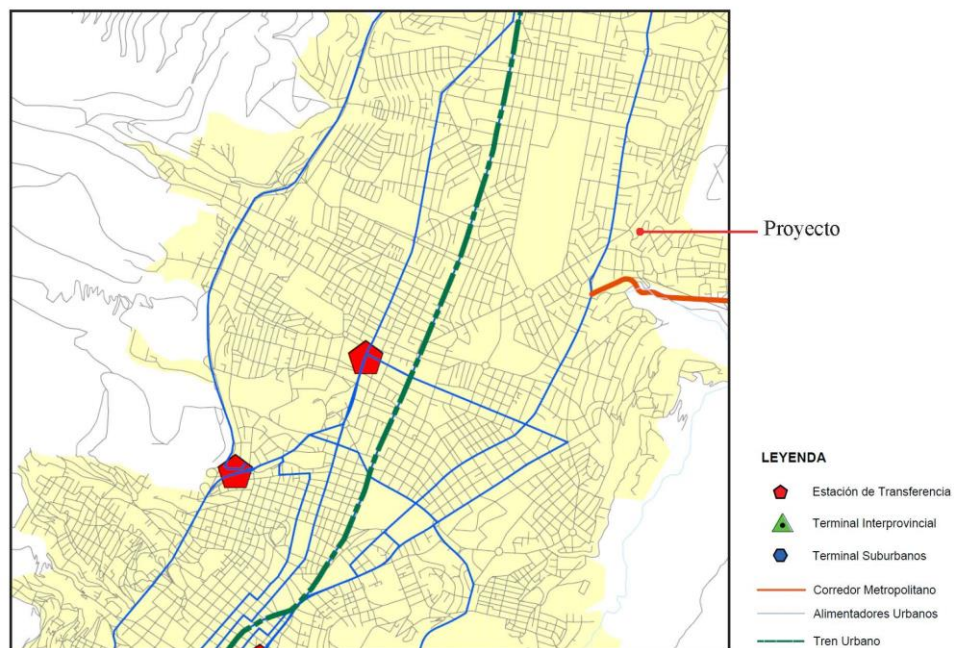 Proyecto
LEYENDA
Estación de Transferencia
Terminal Interprovincial
Terminal Suburbanos
Corredor Metropolitano
Alimentadores Urbanos
Tren Urbano